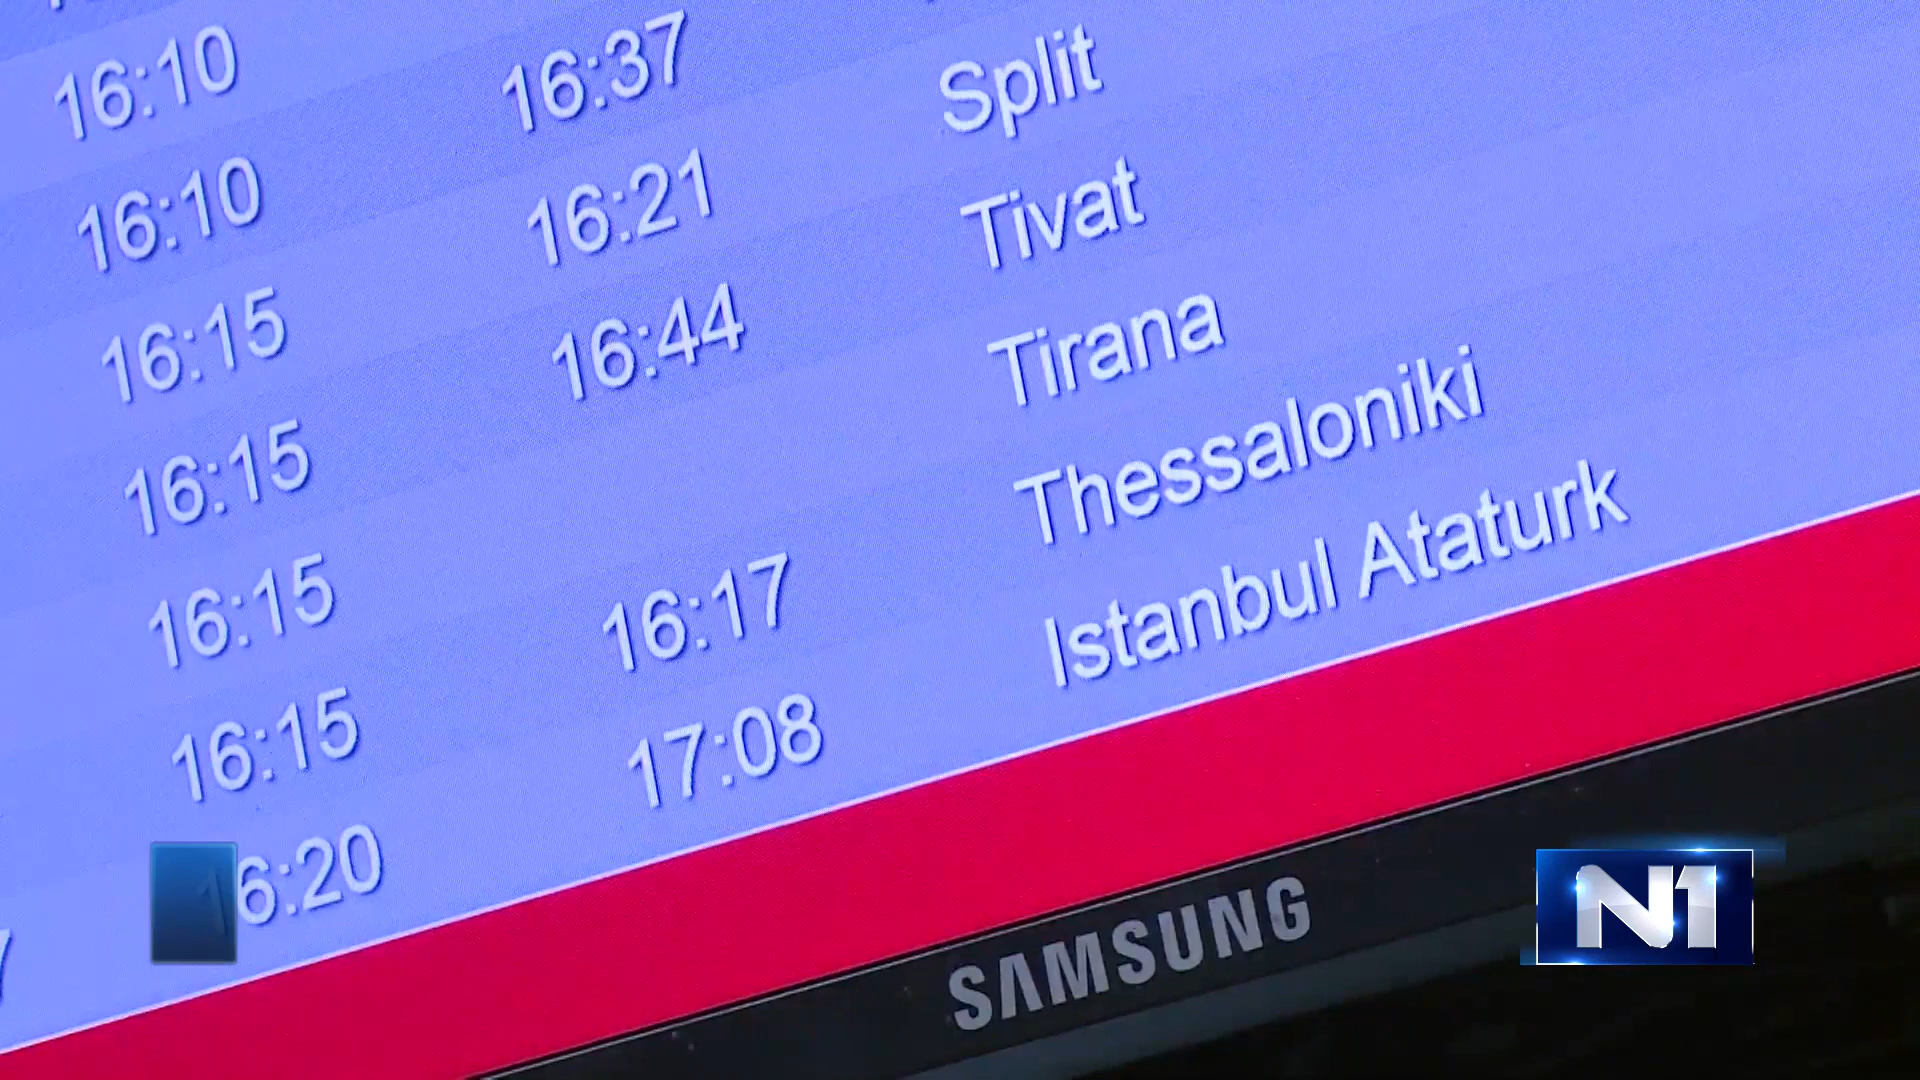 16:10
16:10 16:37
16:15 16:21 Split
16:15 16:44 Tivat
16:15 Tirana
16:15 16:17 Thessaloniki
16:20 17:08 Istanbul Ataturk
SAMSUNG
N1